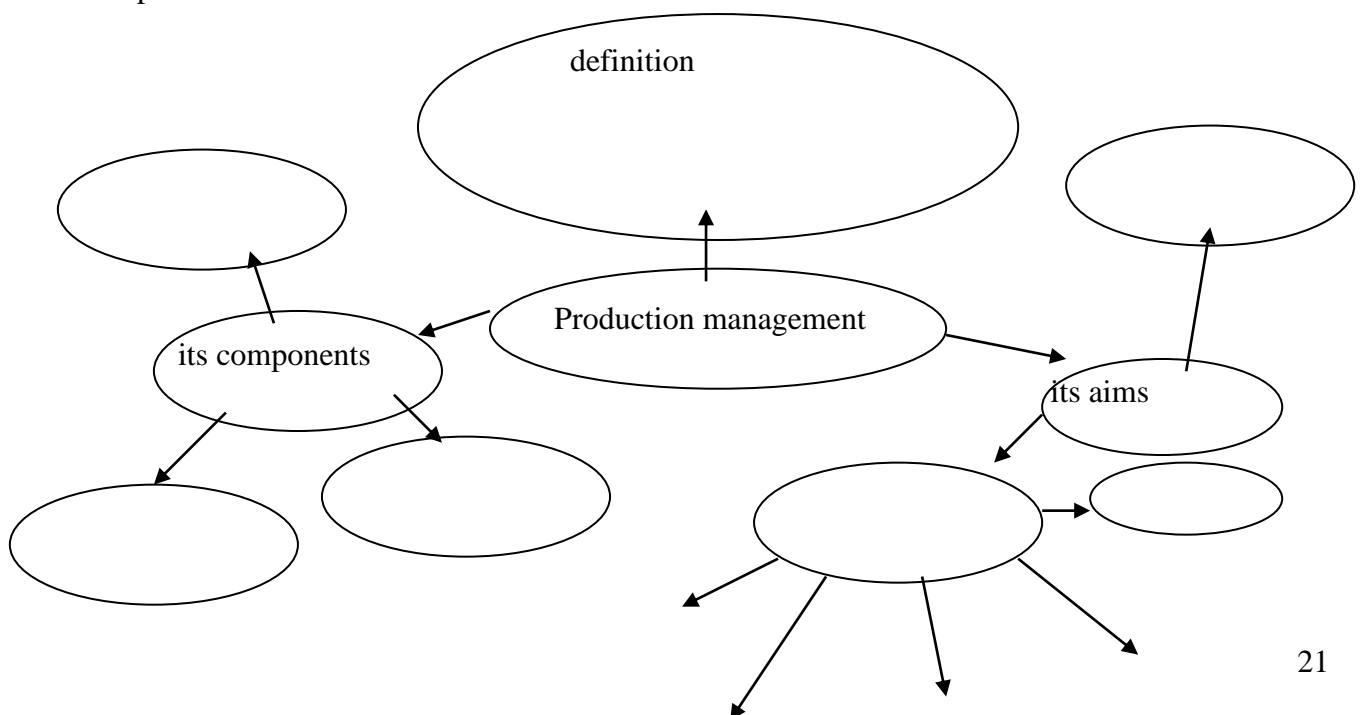 definition
Production management
its components
its aims
21